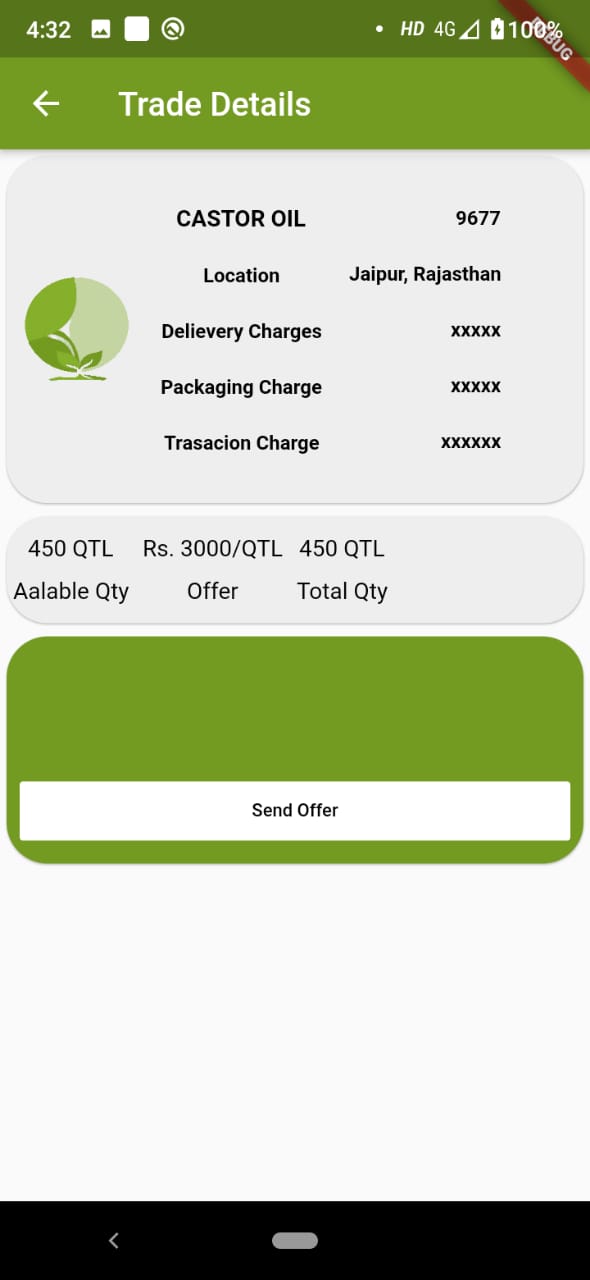 4:32 HD 4G 100%
DEBUG
Trade Details
CASTOR OIL 9677
Location Jaipur, Rajasthan
Delievery Charges xxxxx
Packaging Charge xxxxx
Trasacion Charge xxxxxx
450 QTL Rs. 3000/QTL 450 QTL
Aalable Qty Offer Total Qty
Send Offer